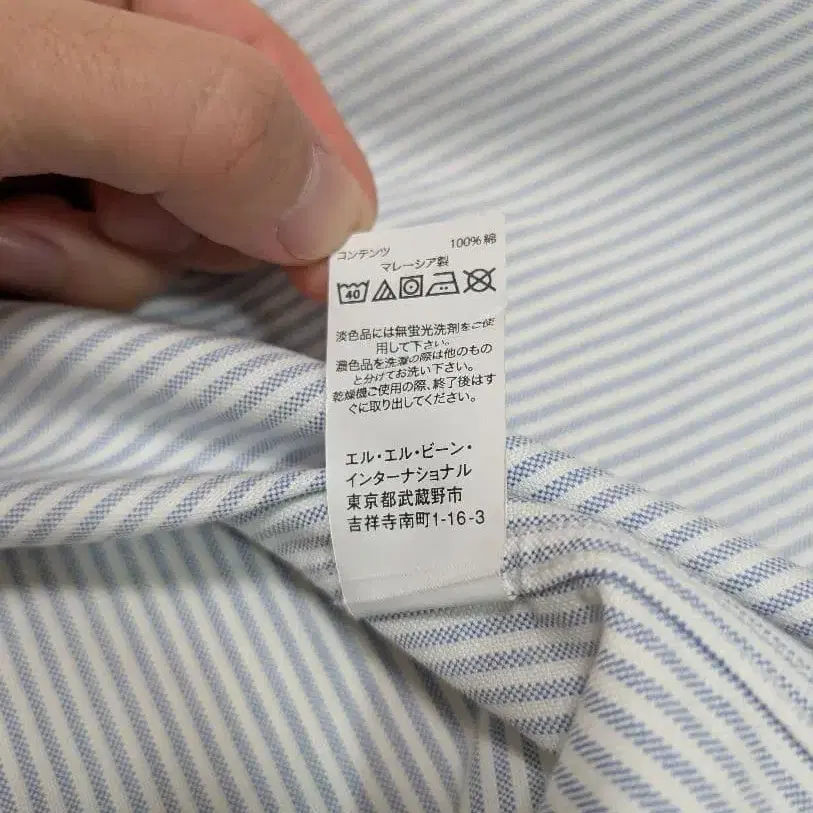 コンテンツ 100% 綿
マレーシア製
40
淡色品には無蛍光洗剤をご使
用して下さい。
濃色品を洗濯の際は他のもの
と分けてお洗い下さい。
乾燥機ご使用の際、終了後はす
ぐに取り出してください。
エル・エル・ビーン・
インターナショナル
東京都武蔵野市
吉祥寺南町1-16-3